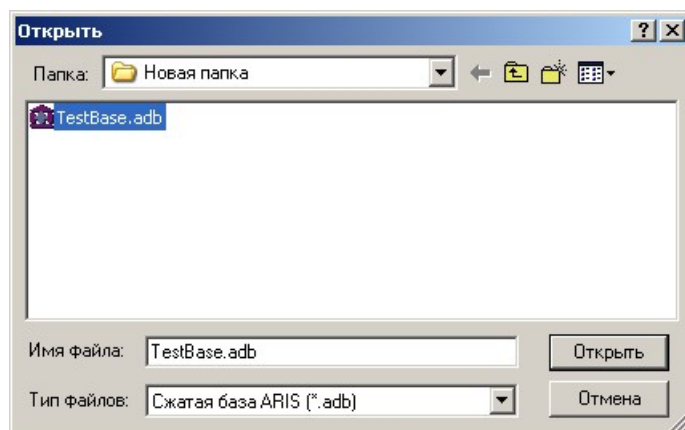 Открыть
Папка: Новая папка
TestBase.adb
Имя файла: TestBase.adb Открыть
Тип файлов: Сжатая база ARIS (*.adb) Отмена